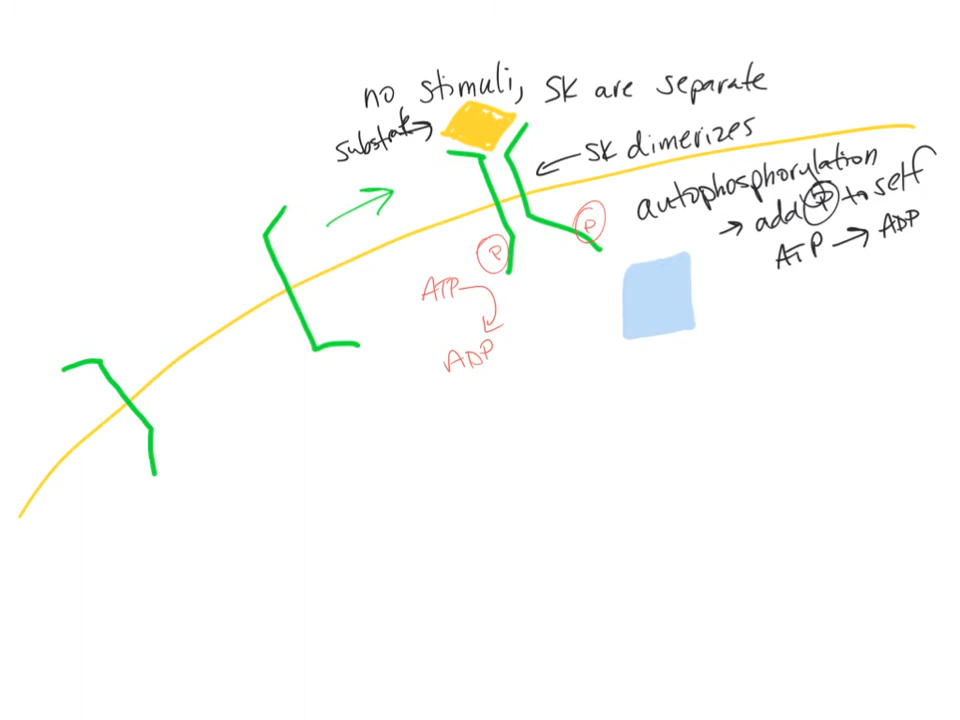 no stimuli, SK are separate
substrate
SK dimerizes
autophosphorylation
→ add P to self
ATP → ADP
P
P
ATP
ADP